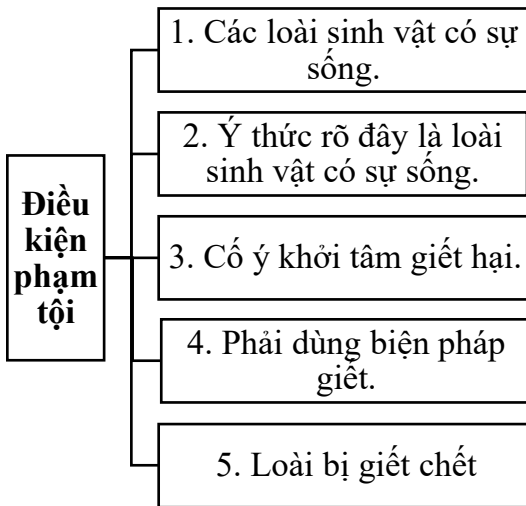 Điều
kiện
phạm
tội
1. Các loài sinh vật có sự
sống.
2. Ý thức rõ đây là loài
sinh vật có sự sống.
3. Cố ý khởi tâm giết hại.
4. Phải dùng biện pháp
giết.
5. Loài bị giết chết